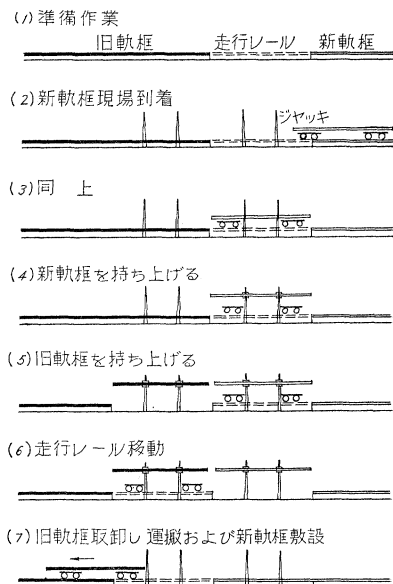 (1)準備作業
旧軌框 走行レール 新軌框
(2)新軌框現場到着
ジャッキ
(3)同 上
(4)新軌框を持ち上げる
(5)旧軌框を持ち上げる
(6)走行レール移動
(7)旧軌框取卸し運搬および新軌框敷設